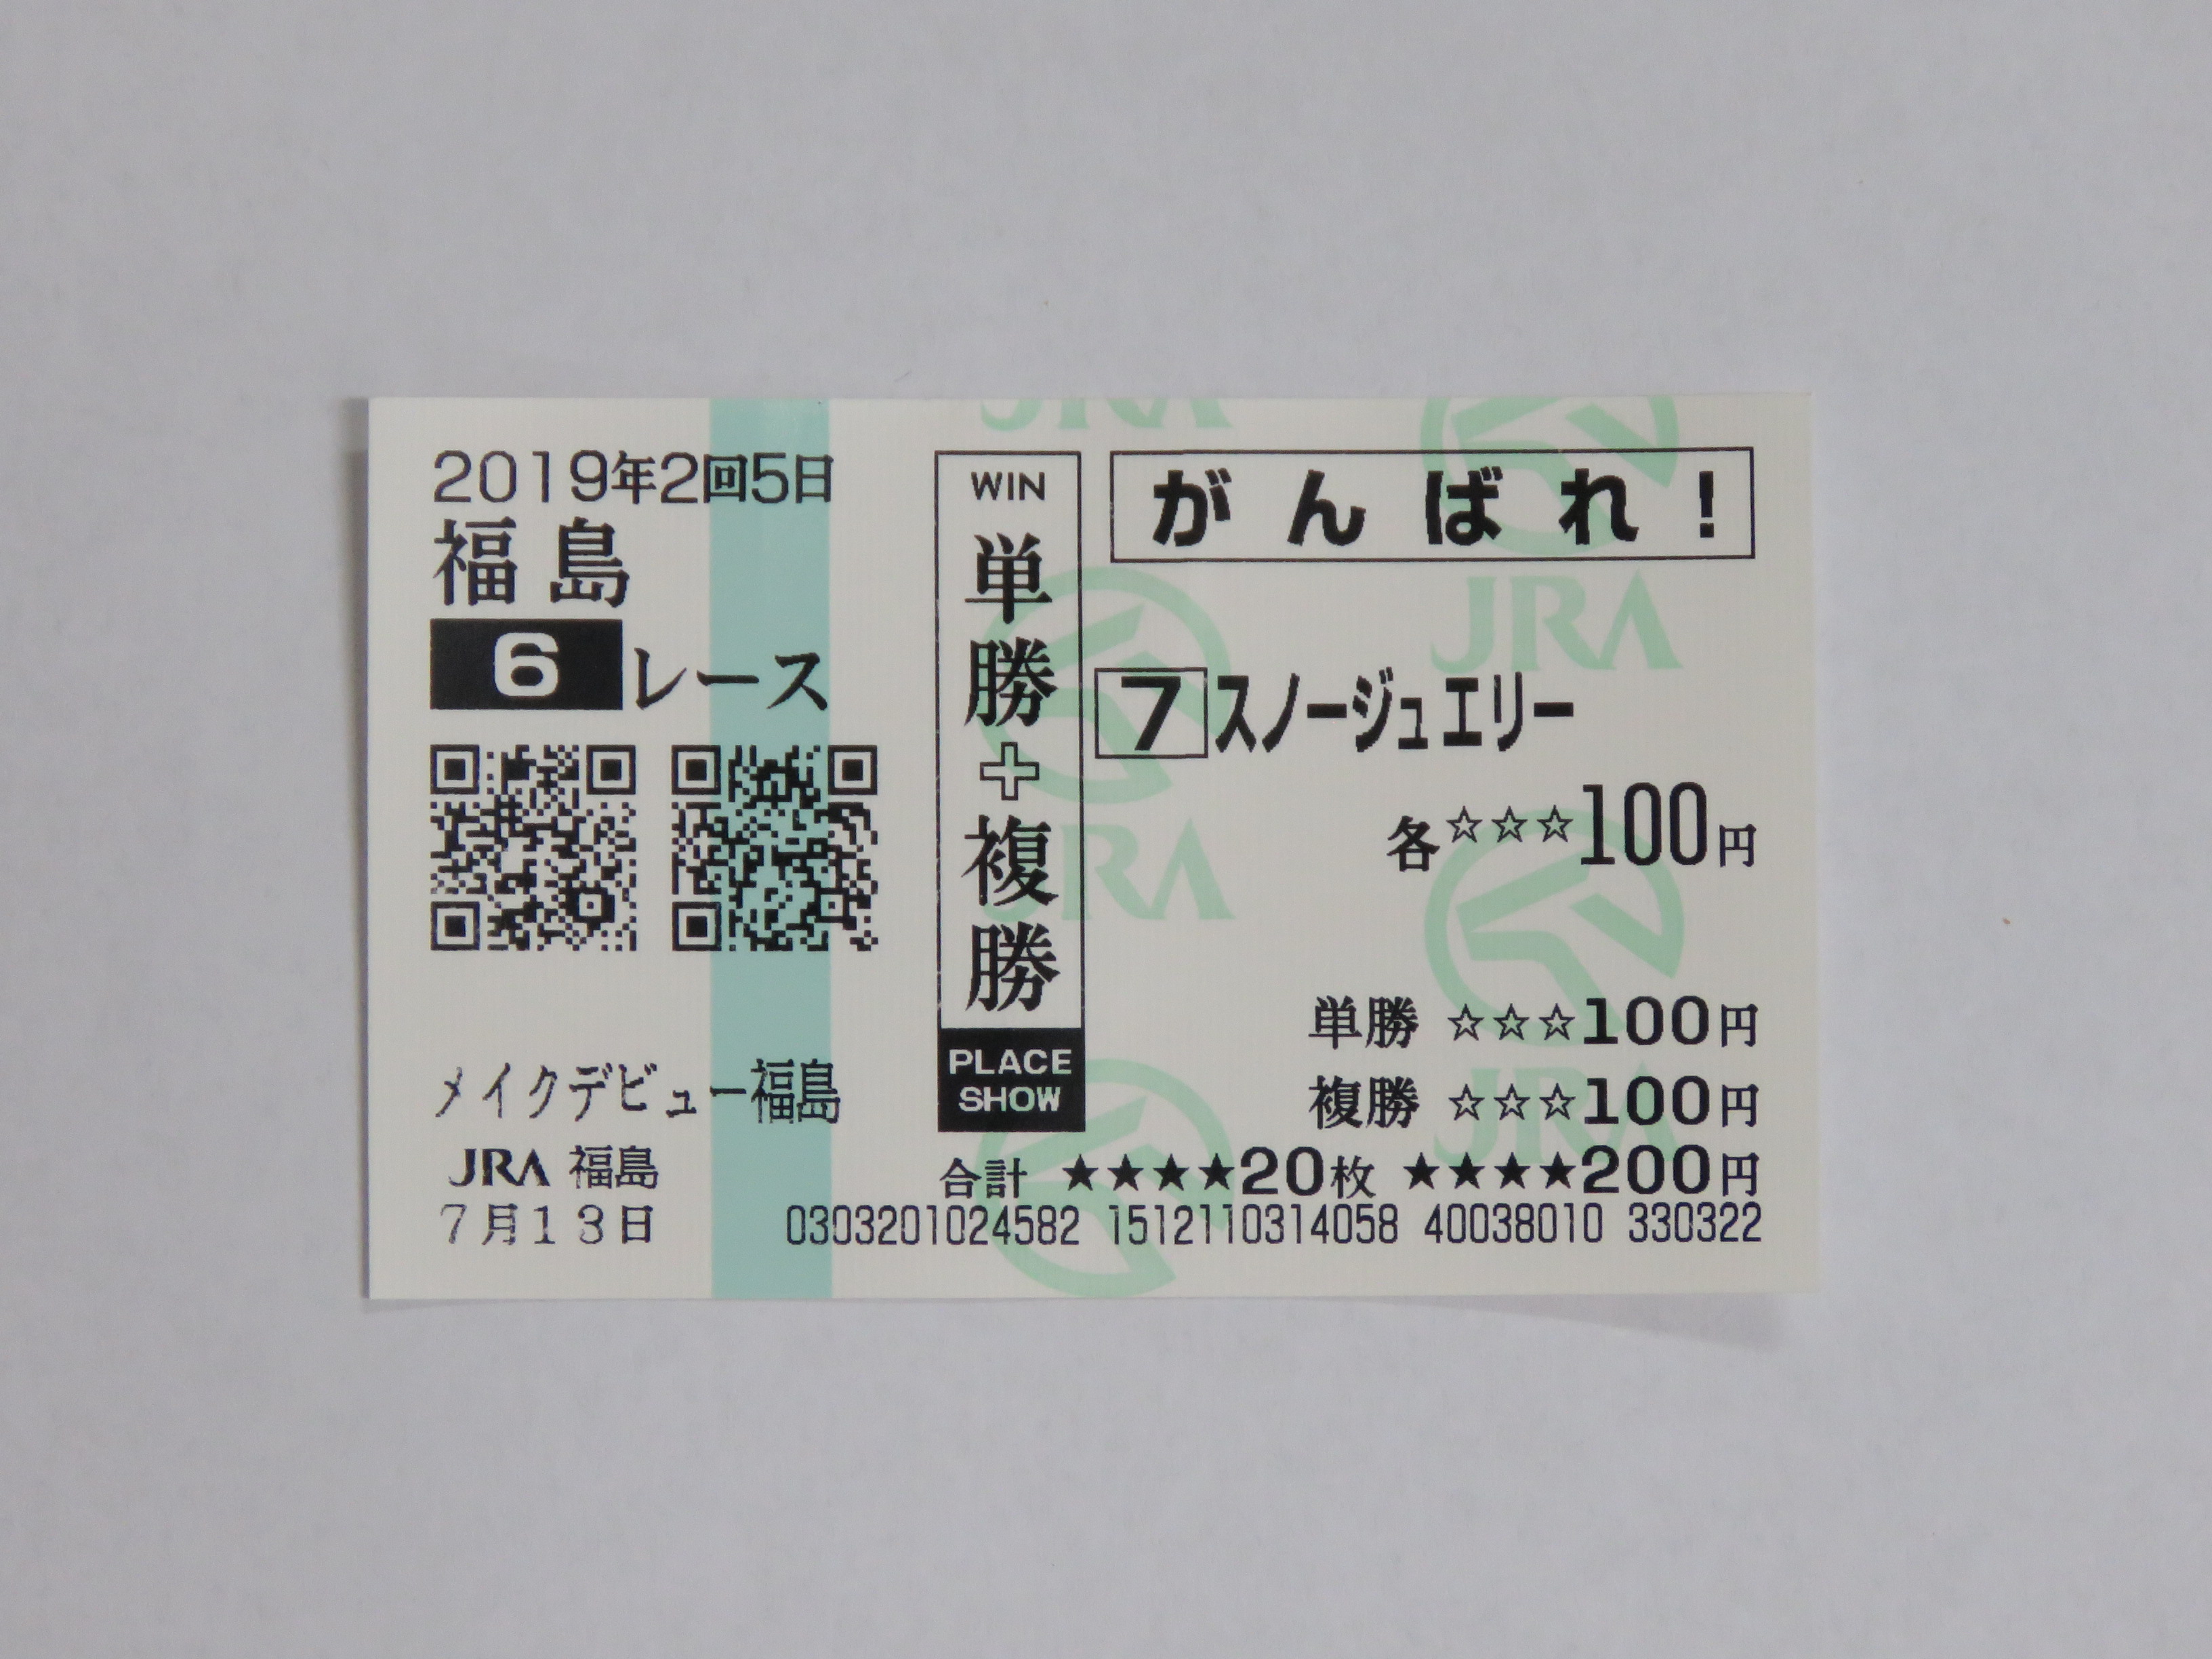 2019年2回5日
福島
6レース
メイクデビュー福島
JRA 福島
7月13日
WIN
単勝+複勝
PLACE
SHOW
がんばれ!
7スノージュエリー
各☆☆☆100円
単勝 ☆☆☆100円
複勝 ☆☆☆100円
合計 ★★★★20枚 ★★★★200円
0303201024582 1512110314058 40038010 330322
JRA
JRA
JRA
JRA